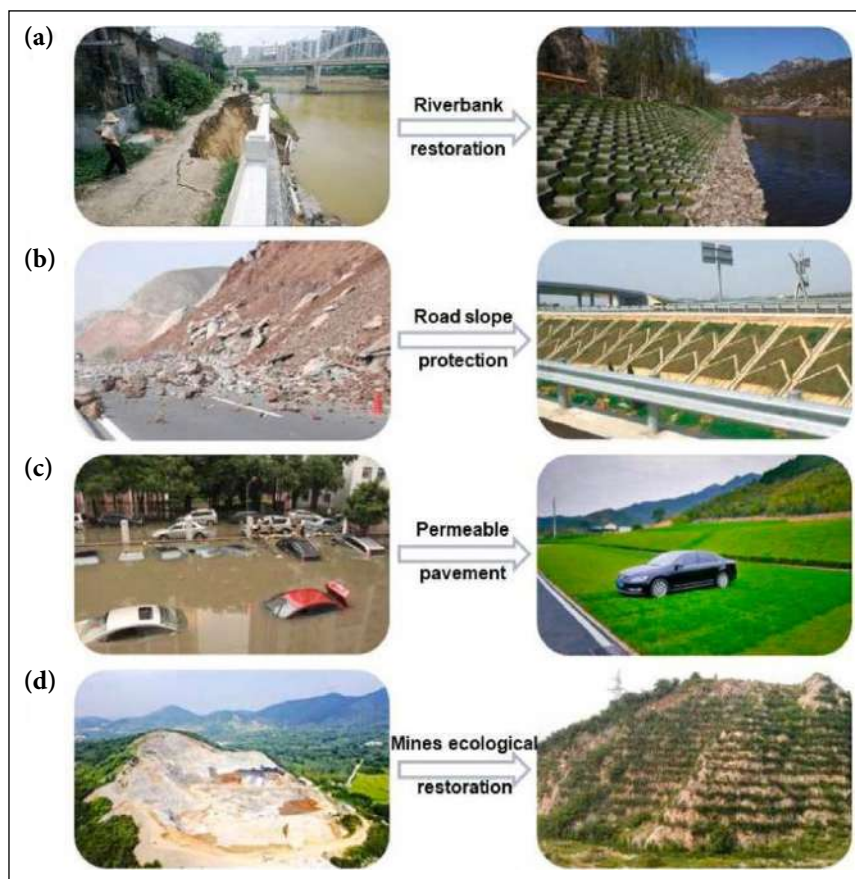 (a)
Riverbank
restoration
(b)
Road slope
protection
(c)
Permeable
pavement
(d)
Mines ecological
restoration